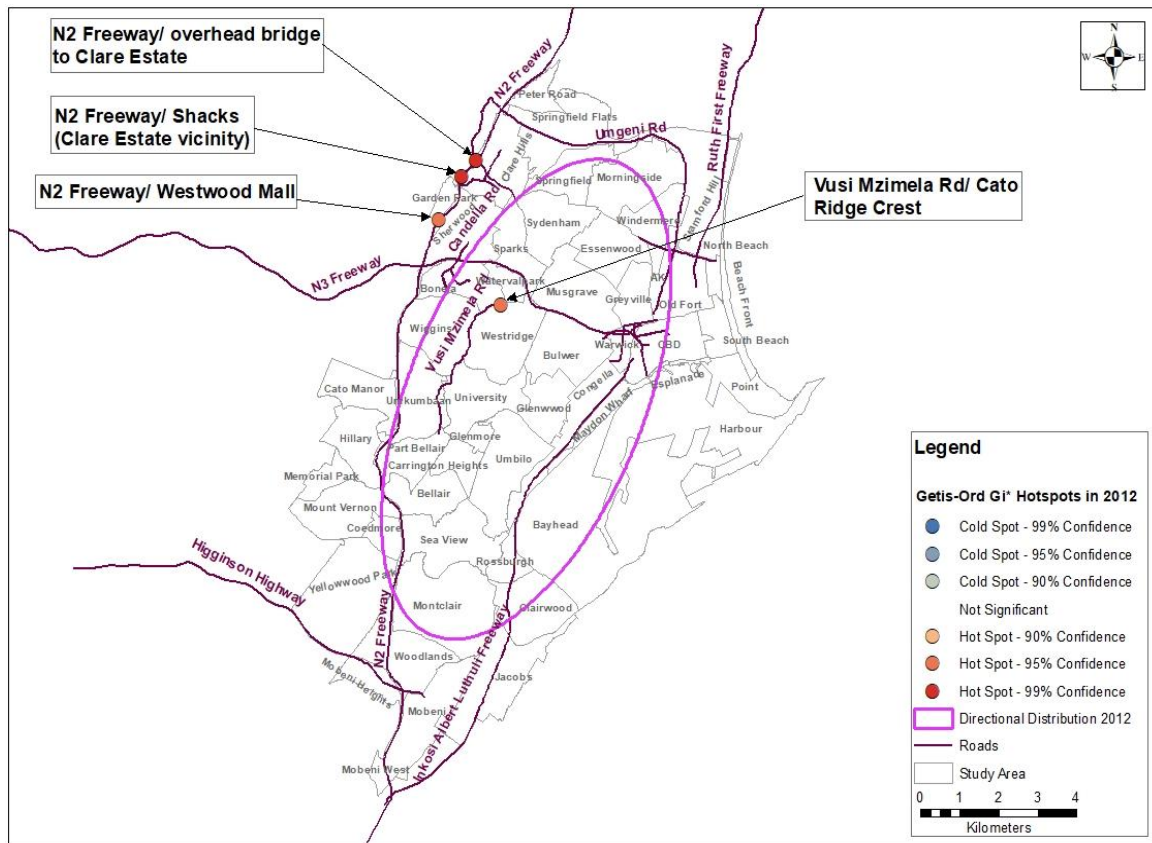 N2 Freeway/ overhead bridge
to Clare Estate
N2 Freeway/ Shacks
(Clare Estate vicinity)
N2 Freeway/ Westwood Mall
Vusi Mzimela Rd/ Cato
Ridge Crest
N
W
E
S
N2 Freeway
Peter Road
Springfield Flats
Umgeni Rd
Ruth First Freeway
Clare Hills
Springfield
Morningside
Garden Park
Sherwood
Candella Rd
Sydenham
Windermere
Stamford Hill
Sparks
Essenwood
North Beach
N3 Freeway
Bonela
Watervalpark
Musgrave
AK
Greyville
Old Fort
Beach Front
Wiggins
Vusi Mzimela Rd
Westridge
Bulwer
Warwick
CBD
South Beach
Cato Manor
Umkumbaan
University
Glenwwod
Congella
Esplanade
Point
Maydon Wharf
Harbour
Hillary
Part Bellair
Glenmore
Carrington Heights
Umbilo
Memorial Park
Bellair
Mount Vernon
Coedmore
Sea View
Bayhead
Rossburgh
Higginson Highway
Yellowwood Park
Montclair
Clairwood
N2 Freeway
Woodlands
Mobeni Heights
Jacobs
Mobeni
Inkosi Albert Luthuli Freeway
Mobeni West
Legend
Getis-Ord Gi* Hotspots in 2012
Cold Spot - 99% Confidence
Cold Spot - 95% Confidence
Cold Spot - 90% Confidence
Not Significant
Hot Spot - 90% Confidence
Hot Spot - 95% Confidence
Hot Spot - 99% Confidence
Directional Distribution 2012
Roads
Study Area
0 1 2 3 4
Kilometers